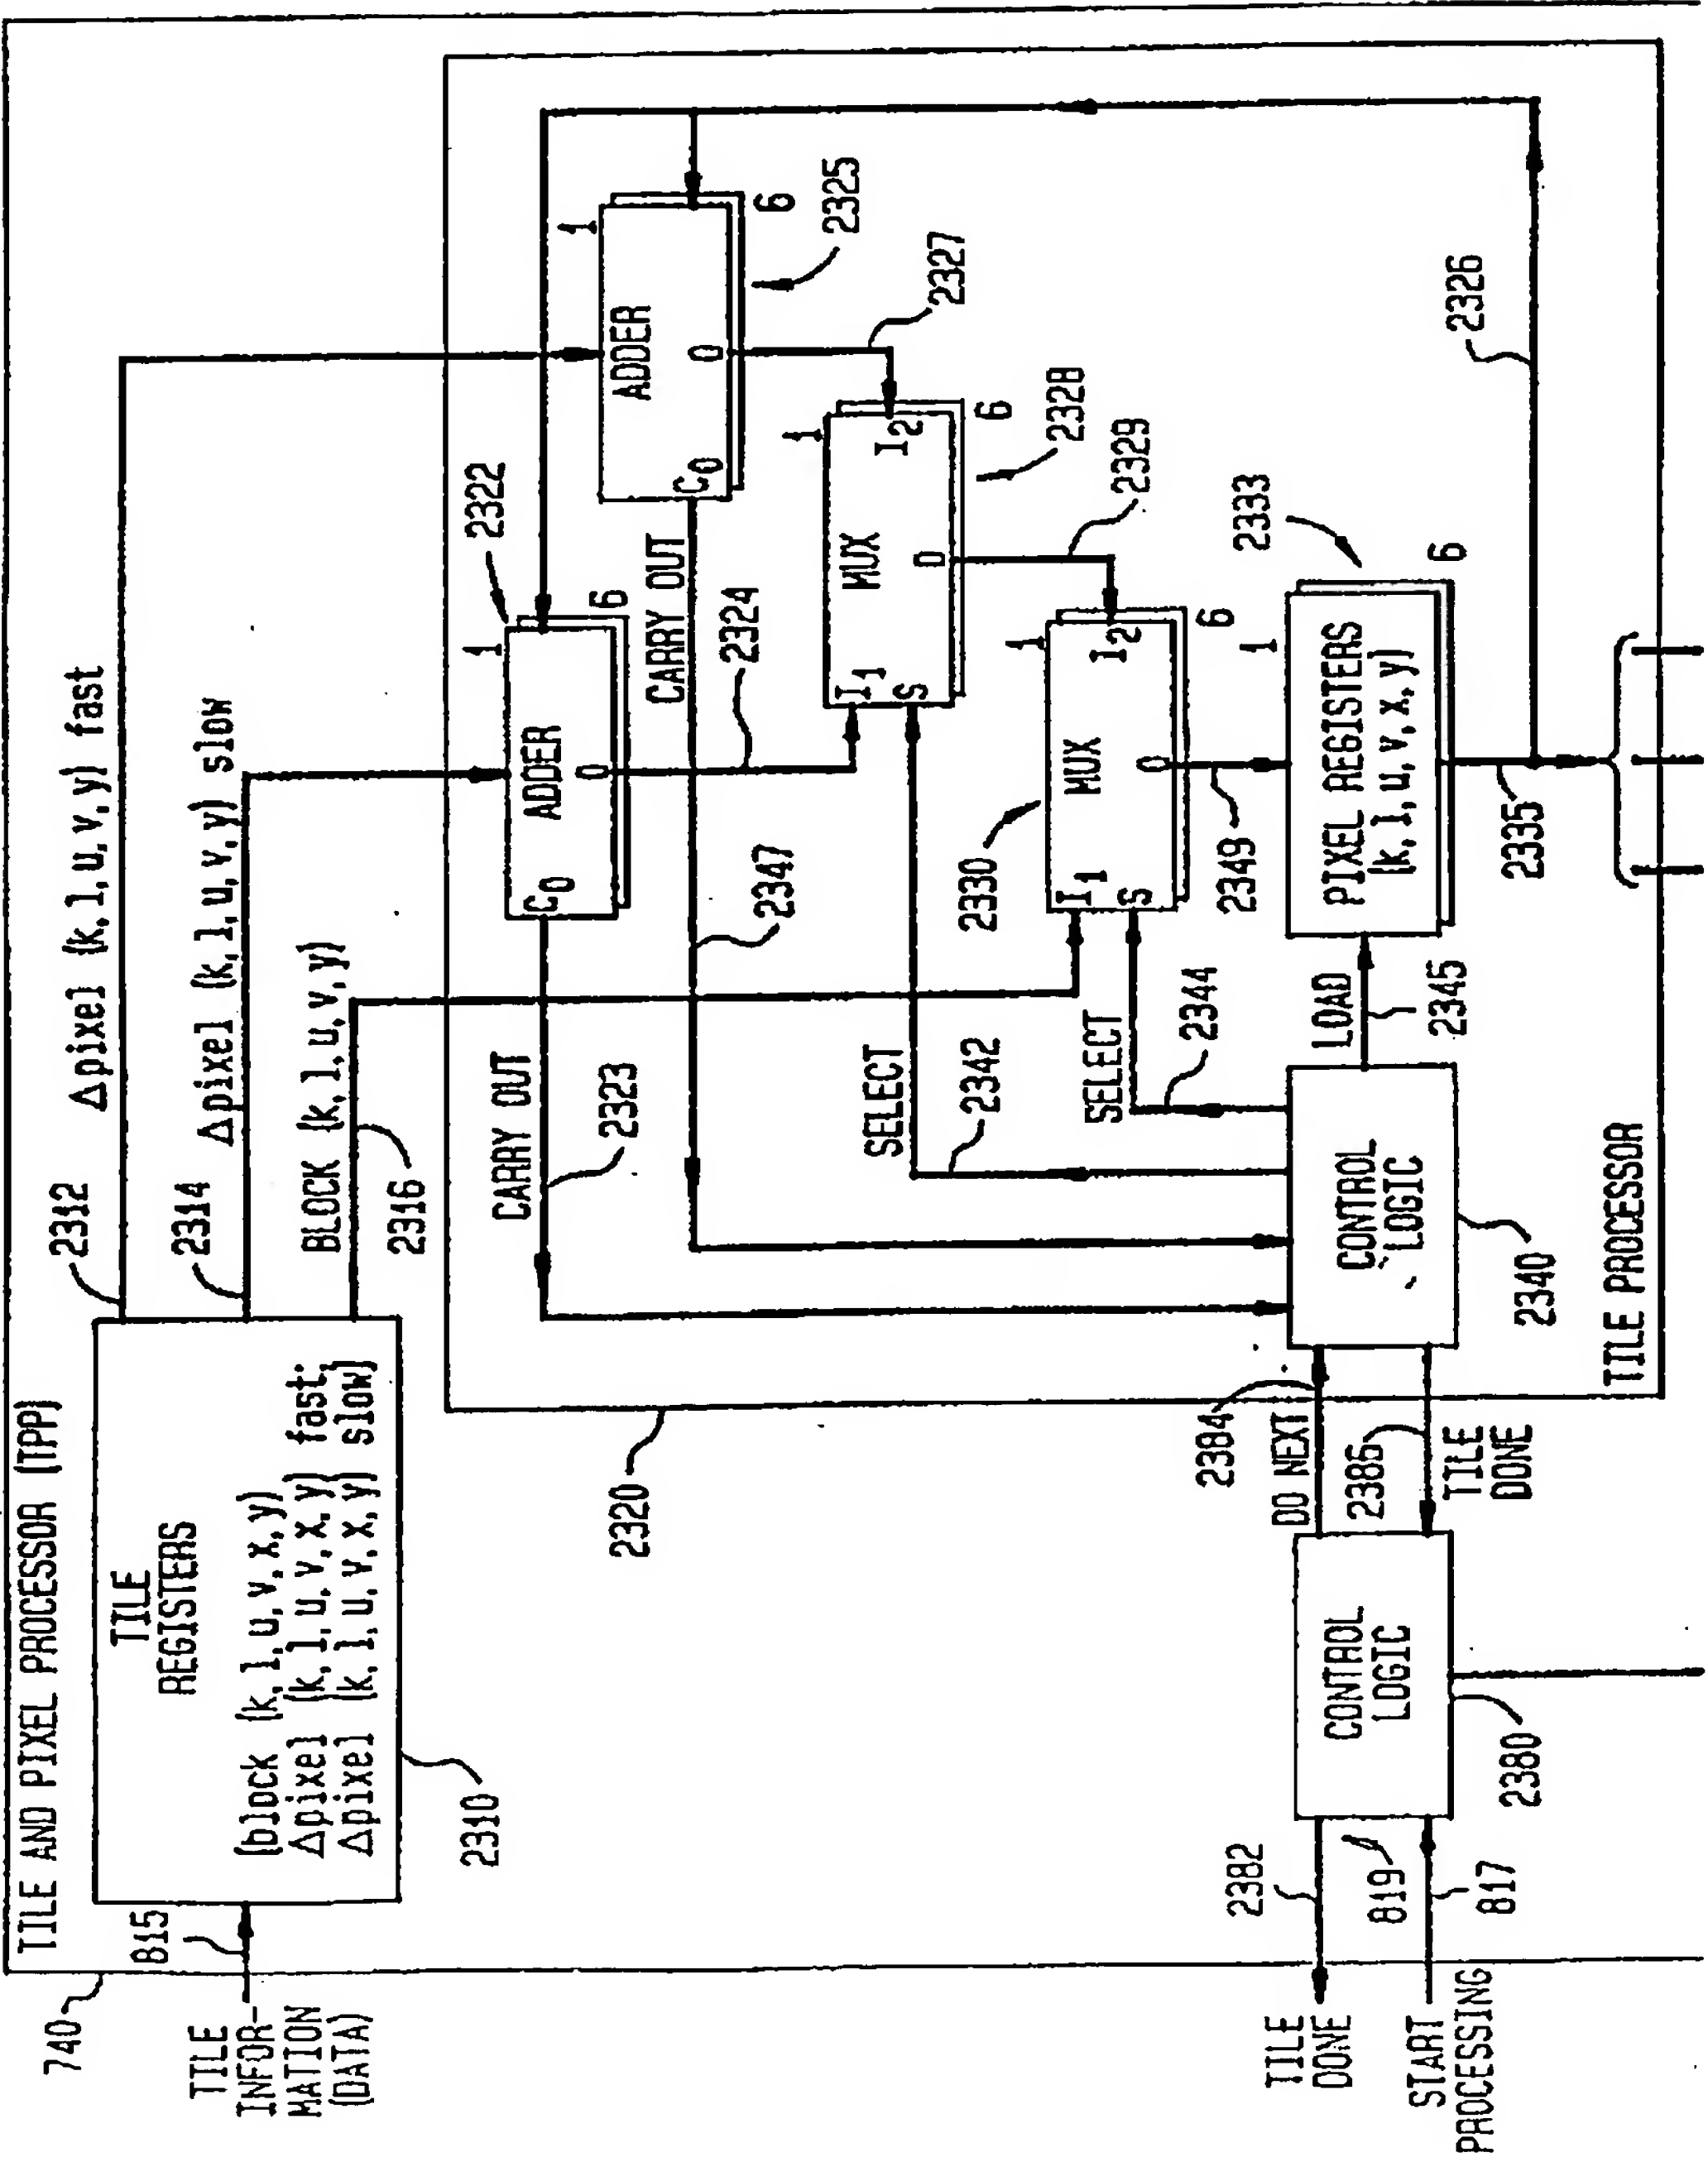 TILE AND PIXEL PROCESSOR (TPP)
740
815
TILE
INFOR-
MATION
(DATA)
TILE
REGISTERS
(block (k,l,u,v,x,y)
Δpixel (k,l,u,v,x,y) fast;
Δpixel (k,l,u,v,x,y) slow)
2310
2312
Δpixel (k,l,u,v,y) fast
2314
Δpixel (k,l,u,v,y) slow
BLOCK (k,l,u,v,y)
2316
2320
CARRY OUT
2323
2322
1
ADDER
C0
0
6
1
ADDER
C0
0
6
2325
CARRY OUT
2347
2324
2327
1
MUX
I1
I2
S
0
6
2328
SELECT
2342
2329
2330
1
MUX
I1
I2
S
0
6
SELECT
2344
2349
2333
1
PIXEL REGISTERS
(k,l,u,v,x,y)
6
LOAD
2345
2335
2326
CONTROL
LOGIC
2340
TILE PROCESSOR
2384
DO NEXT
2386
TILE
DONE
CONTROL
LOGIC
2380
2382
819
817
TILE
DONE
START
PROCESSING